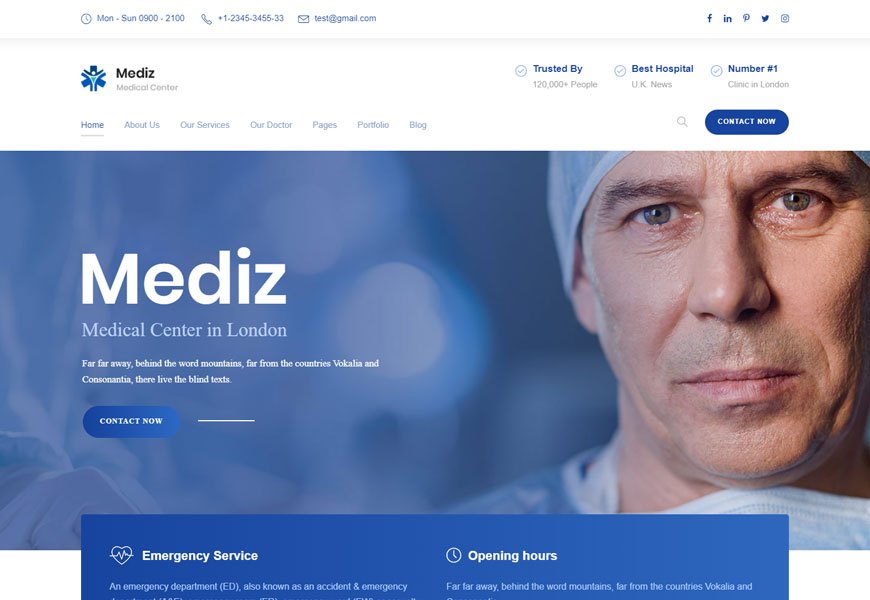 Mon - Sun 0900 - 2100 +1-2345-3455-33 test@gmail.com
Mediz
Medical Center
Trusted By
120,000+ People
Best Hospital
U.K. News
Number #1
Clinic in London
Home About Us Our Services Our Doctor Pages Portfolio Blog
CONTACT NOW
Mediz
Medical Center in London
Far far away, behind the word mountains, far from the countries Vokalia and
Consonantia, there live the blind texts.
CONTACT NOW
Emergency Service
An emergency department (ED), also known as an accident & emergency
Opening hours
Far far away, behind the word mountains, far from the countries Vokalia and